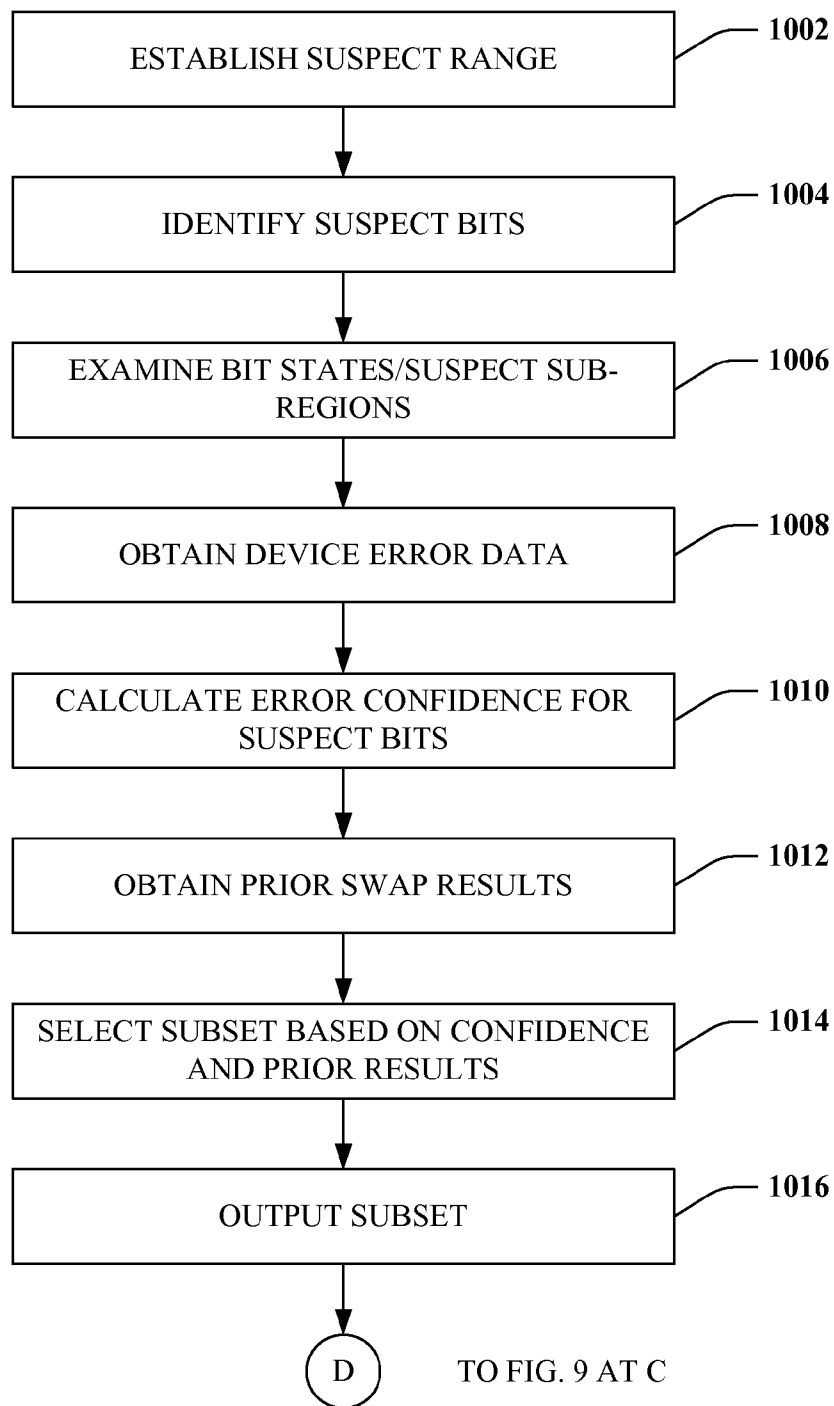 1002
ESTABLISH SUSPECT RANGE
1004
IDENTIFY SUSPECT BITS
1006
EXAMINE BIT STATES/SUSPECT SUB-
REGIONS
1008
OBTAIN DEVICE ERROR DATA
1010
CALCULATE ERROR CONFIDENCE FOR
SUSPECT BITS
1012
OBTAIN PRIOR SWAP RESULTS
1014
SELECT SUBSET BASED ON CONFIDENCE
AND PRIOR RESULTS
1016
OUTPUT SUBSET
D
TO FIG. 9 AT C